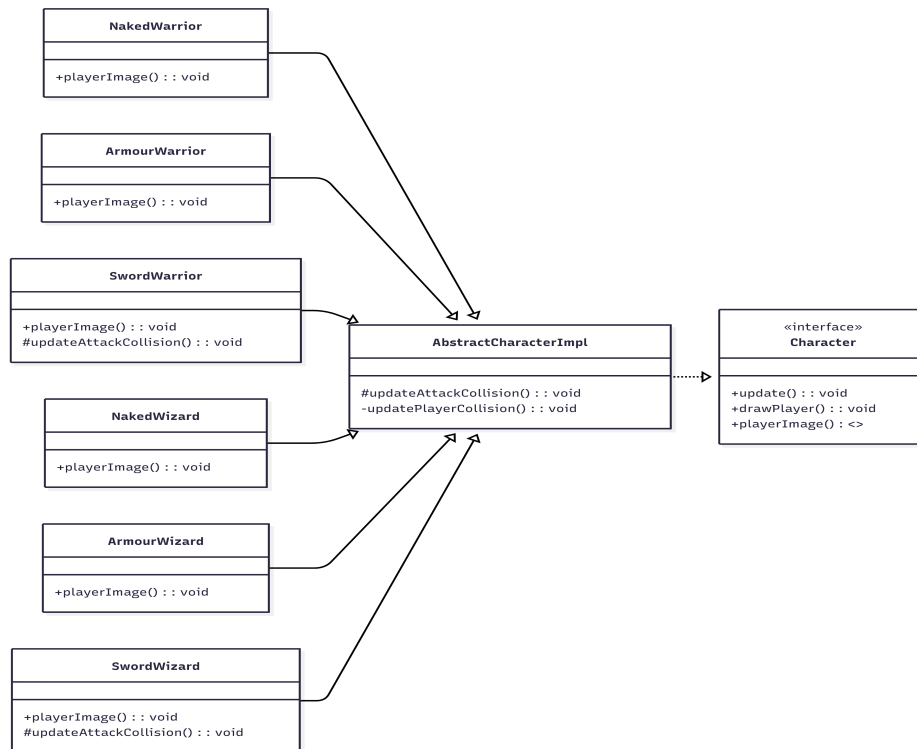 NakedWarrior
+playerImage() : : void
ArmourWarrior
+playerImage() : : void
SwordWarrior
+playerImage() : : void
#updateAttackCollision() : : void
NakedWizard
+playerImage() : : void
ArmourWizard
+playerImage() : : void
SwordWizard
+playerImage() : : void
#updateAttackCollision() : : void
AbstractCharacterImpl
#updateAttackCollision() : : void
-updatePlayerCollision() : : void
«interface»
Character
+update() : : void
+drawPlayer() : : void
+playerImage() : <>